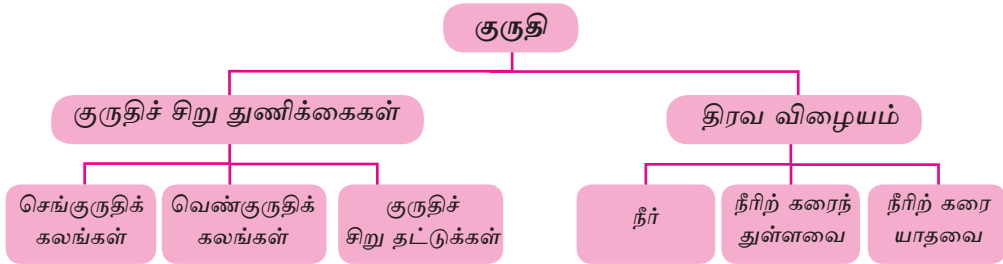 குருதி
குருதிச் சிறு துணிக்கைகள்
திரவ விழையம்
செங்குருதிக்
கலங்கள்
வெண்குருதிக்
கலங்கள்
குருதிச்
சிறு தட்டுக்கள்
நீர்
நீரிற் கரைந்
துள்ளவை
நீரிற் கரை
யாதவை